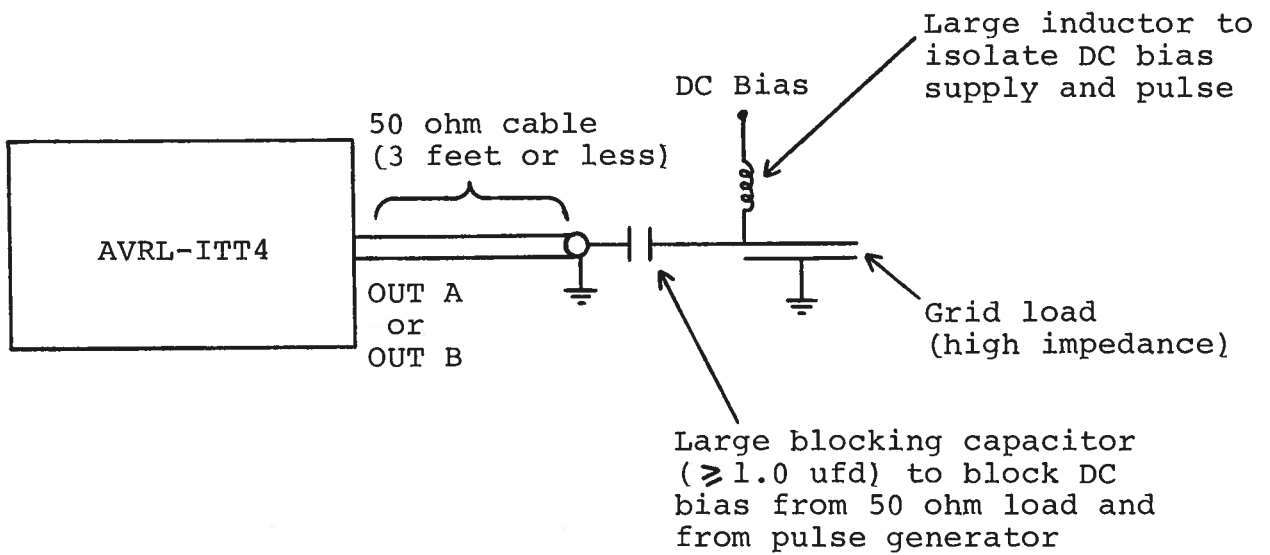 Large inductor to
isolate DC bias
supply and pulse
DC Bias
50 ohm cable
(3 feet or less)
AVRL-ITT4
OUT A
or
OUT B
Grid load
(high impedance)
Large blocking capacitor
(⩾1.0 ufd) to block DC
bias from 50 ohm load and
from pulse generator